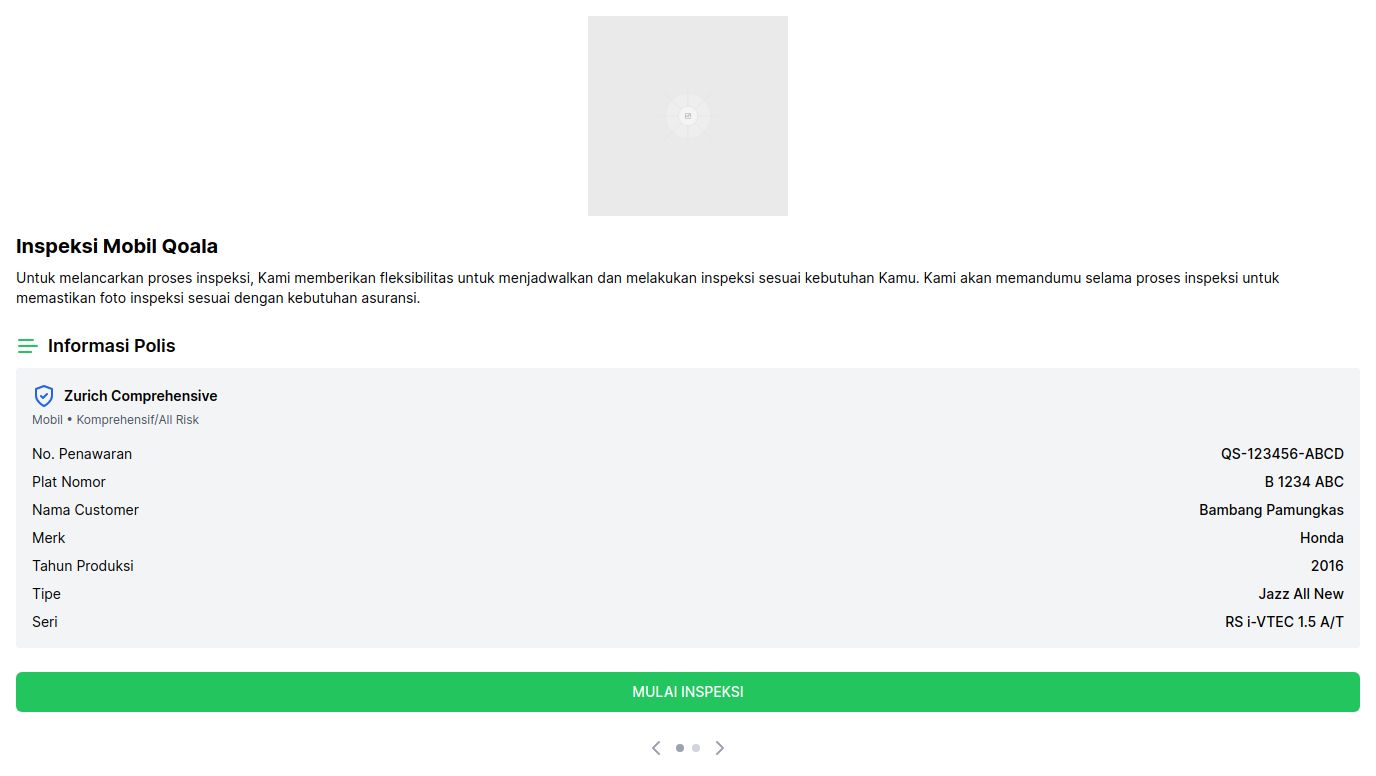 Inspeksi Mobil Qoala
Untuk melancarkan proses inspeksi, Kami memberikan fleksibilitas untuk menjadwalkan dan melakukan inspeksi sesuai kebutuhan Kamu. Kami akan memandumu selama proses inspeksi untuk
memastikan foto inspeksi sesuai dengan kebutuhan asuransi.
Informasi Polis
Zurich Comprehensive
Mobil • Komprehensif/All Risk
No. Penawaran QS-123456-ABCD
Plat Nomor B 1234 ABC
Nama Customer Bambang Pamungkas
Merk Honda
Tahun Produksi 2016
Tipe Jazz All New
Seri RS i-VTEC 1.5 A/T
MULAI INSPEKSI